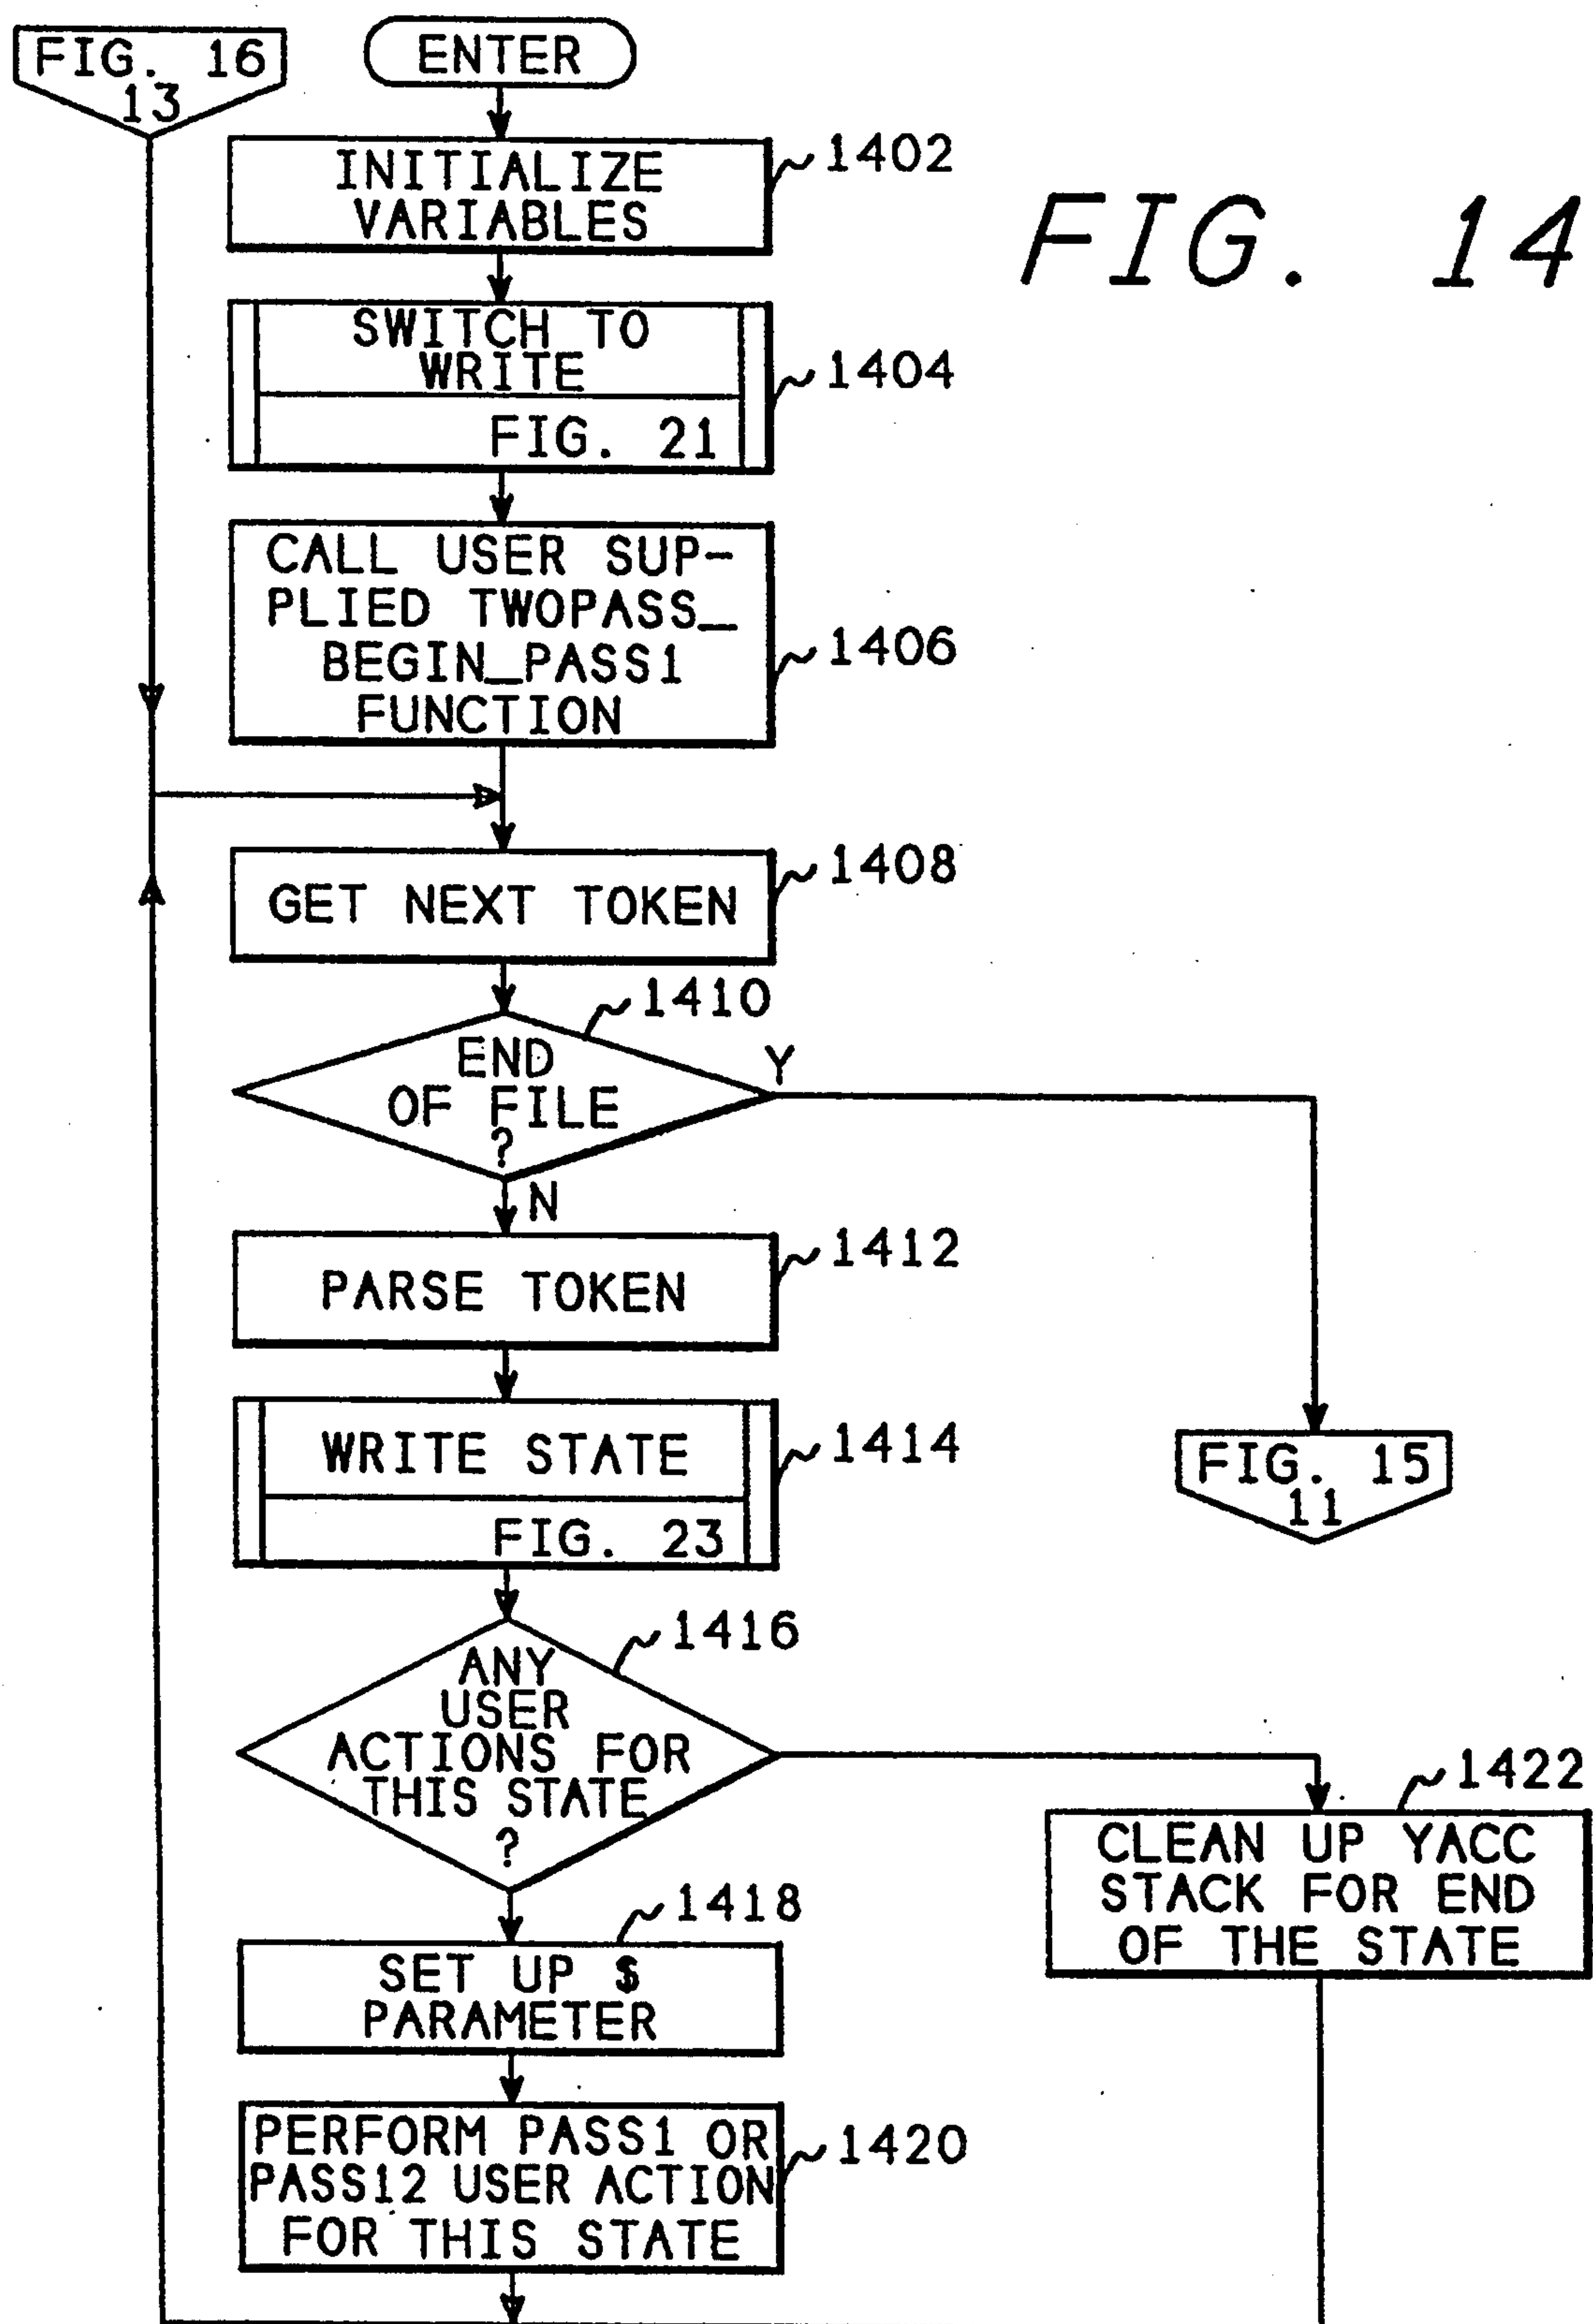 FIG. 16
13
ENTER
INITIALIZE
VARIABLES
1402
FIG. 14
SWITCH TO
WRITE
FIG. 21
1404
CALL USER SUP-
PLIED TWOPASS_
BEGIN_PASS1
FUNCTION
1406
GET NEXT TOKEN
1408
1410
END
OF FILE
?
Y
N
PARSE TOKEN
1412
WRITE STATE
FIG. 23
1414
FIG. 15
11
1416
ANY
USER
ACTIONS FOR
THIS STATE
?
1422
CLEAN UP YACC
STACK FOR END
OF THE STATE
1418
SET UP $
PARAMETER
PERFORM PASS1 OR
PASS12 USER ACTION
FOR THIS STATE
1420